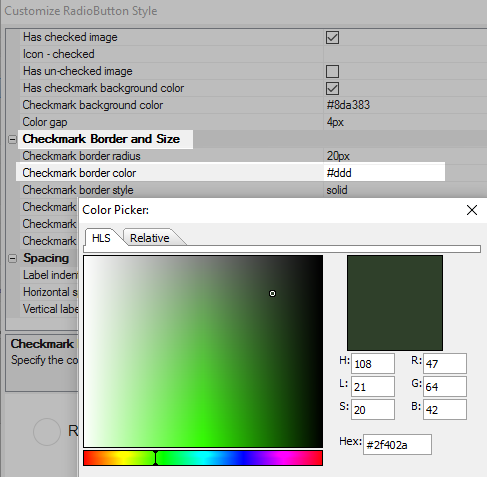 Customize RadioButton Style
Has checked image
Icon - checked
Has un-checked image
Has checkmark background color
Checkmark background color #8da383
Color gap 4px
Checkmark Border and Size
Checkmark border radius 20px
Checkmark border color #ddd
Checkmark border style solid
Checkmark
Checkmark
Checkmark
Spacing
Label indent
Horizontal s
Vertical labe
Checkmark
Specify the co
R
Color Picker:
HLS Relative
H: 108 R: 47
L: 21 G: 64
S: 20 B: 42
Hex: #2f402a